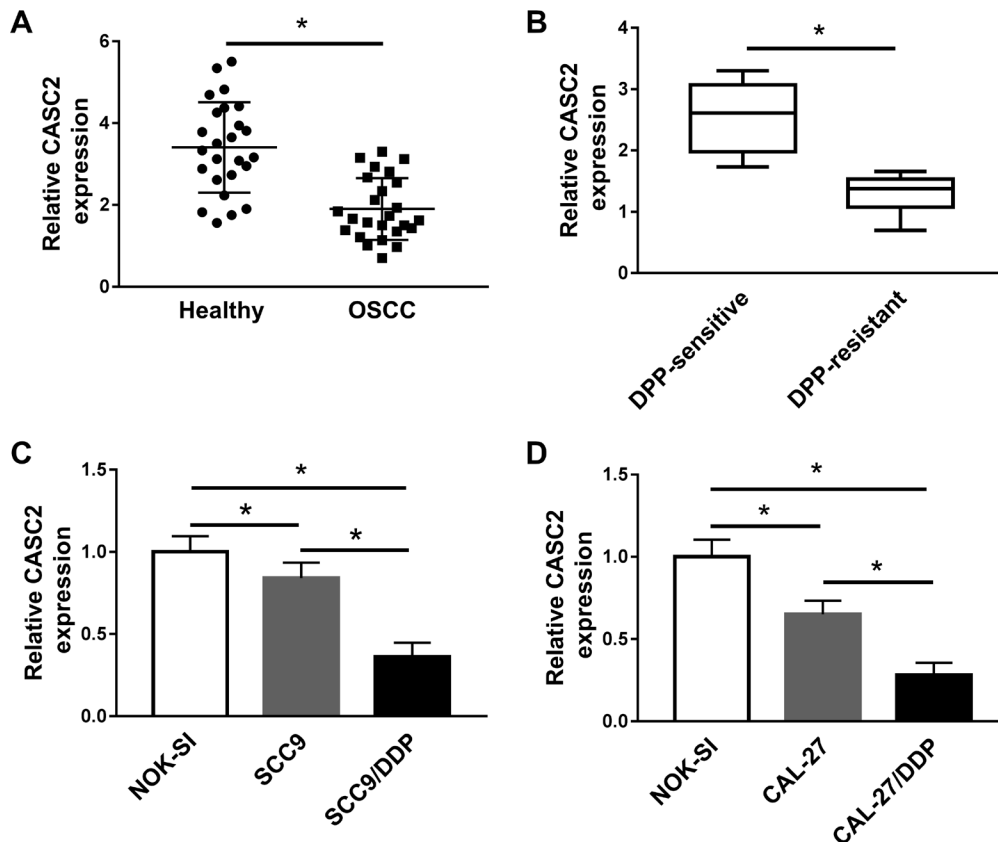 A
Relative CASC2
expression
6
4
2
0
*
Healthy
OSCC
B
Relative CASC2
expression
4
3
2
1
0
*
DPP-sensitive
DPP-resistant
C
Relative CASC2
expression
1.5
1.0
0.5
0.0
*
*
*
NOK-SI
SCC9
SCC9/DDP
D
Relative CASC2
expression
1.5
1.0
0.5
0.0
*
*
*
NOK-SI
CAL-27
CAL-27/DDP